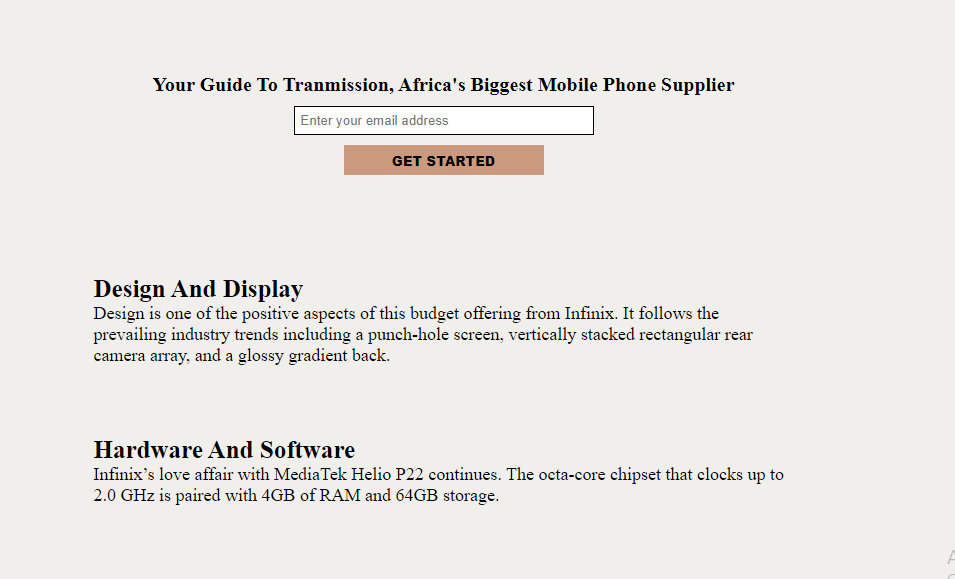 Your Guide To Tranmission, Africa's Biggest Mobile Phone Supplier
Enter your email address
GET STARTED
Design And Display
Design is one of the positive aspects of this budget offering from Infinix. It follows the
prevailing industry trends including a punch-hole screen, vertically stacked rectangular rear
camera array, and a glossy gradient back.
Hardware And Software
Infinix’s love affair with MediaTek Helio P22 continues. The octa-core chipset that clocks up to
2.0 GHz is paired with 4GB of RAM and 64GB storage.